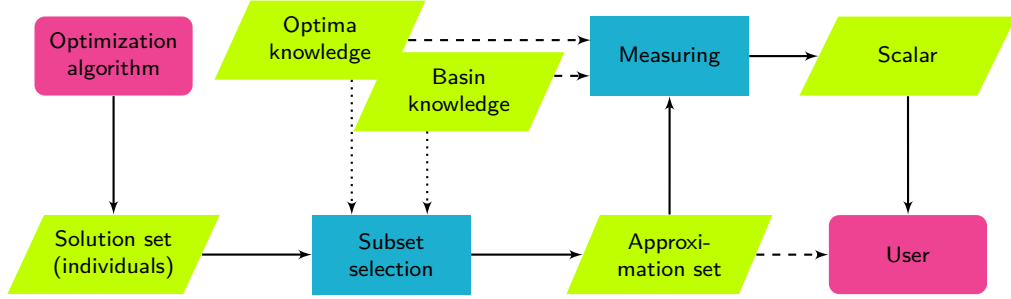 Optimization
algorithm
Optima
knowledge
Basin
knowledge
Measuring
Scalar
Solution set
(individuals)
Subset
selection
Approxi-
mation set
User